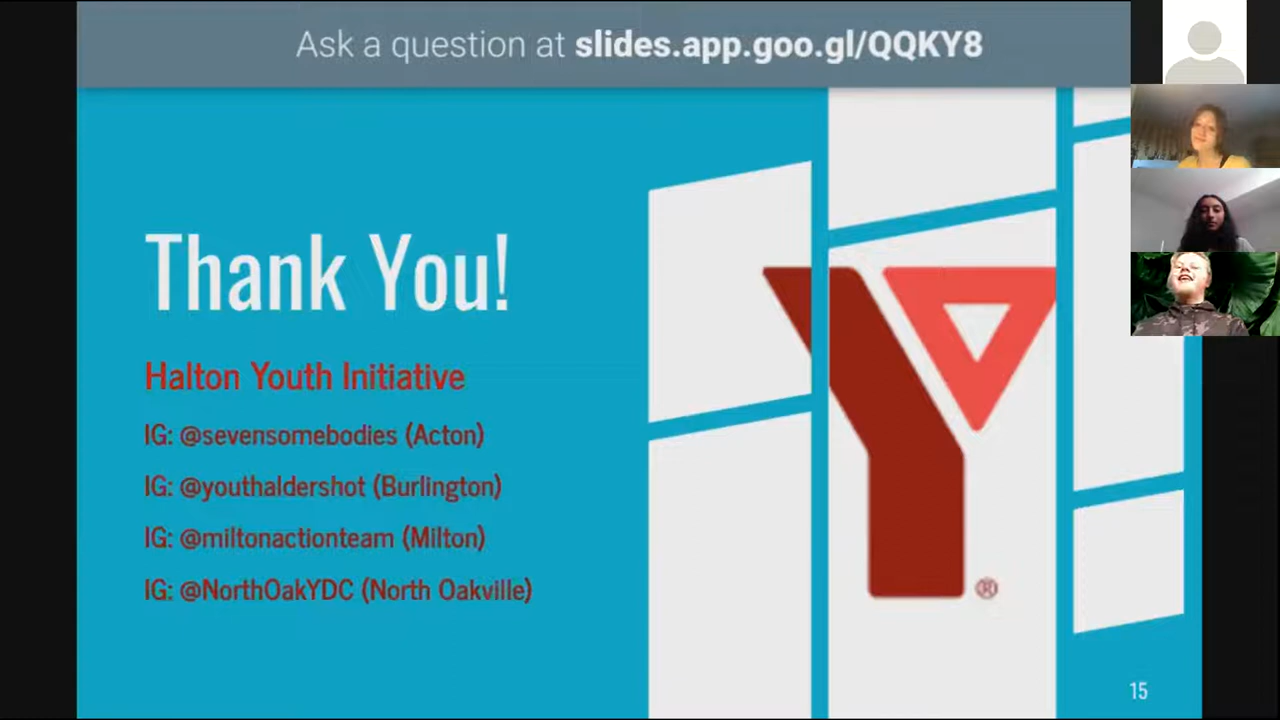 Ask a question at slides.app.goo.gl/QQKY8
Thank You!
Halton Youth Initiative
IG: @sevensomebodies (Acton)
IG: @youthaldershot (Burlington)
IG: @miltonactionteam (Milton)
IG: @NorthOakYDC (North Oakville)
Y
®
15